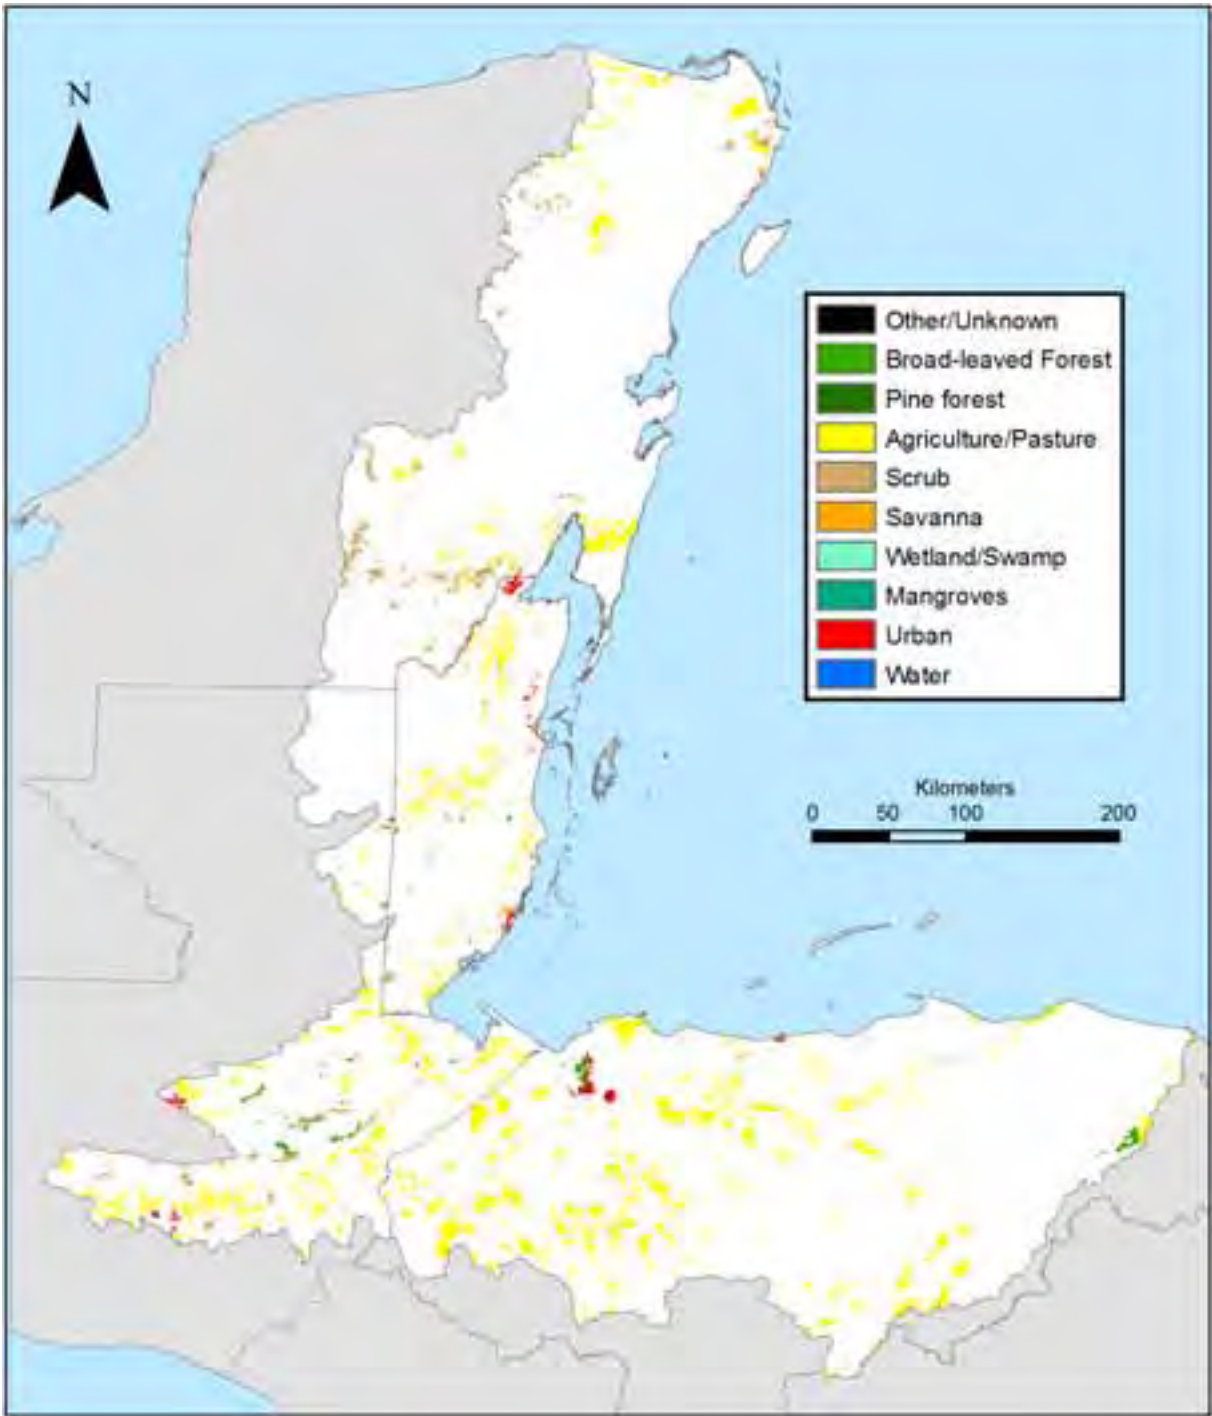 N
Other/Unknown
Broad-leaved Forest
Pine forest
Agriculture/Pasture
Scrub
Savanna
Wetland/Swamp
Mangroves
Urban
Water
Kilometers
0 50 100 200